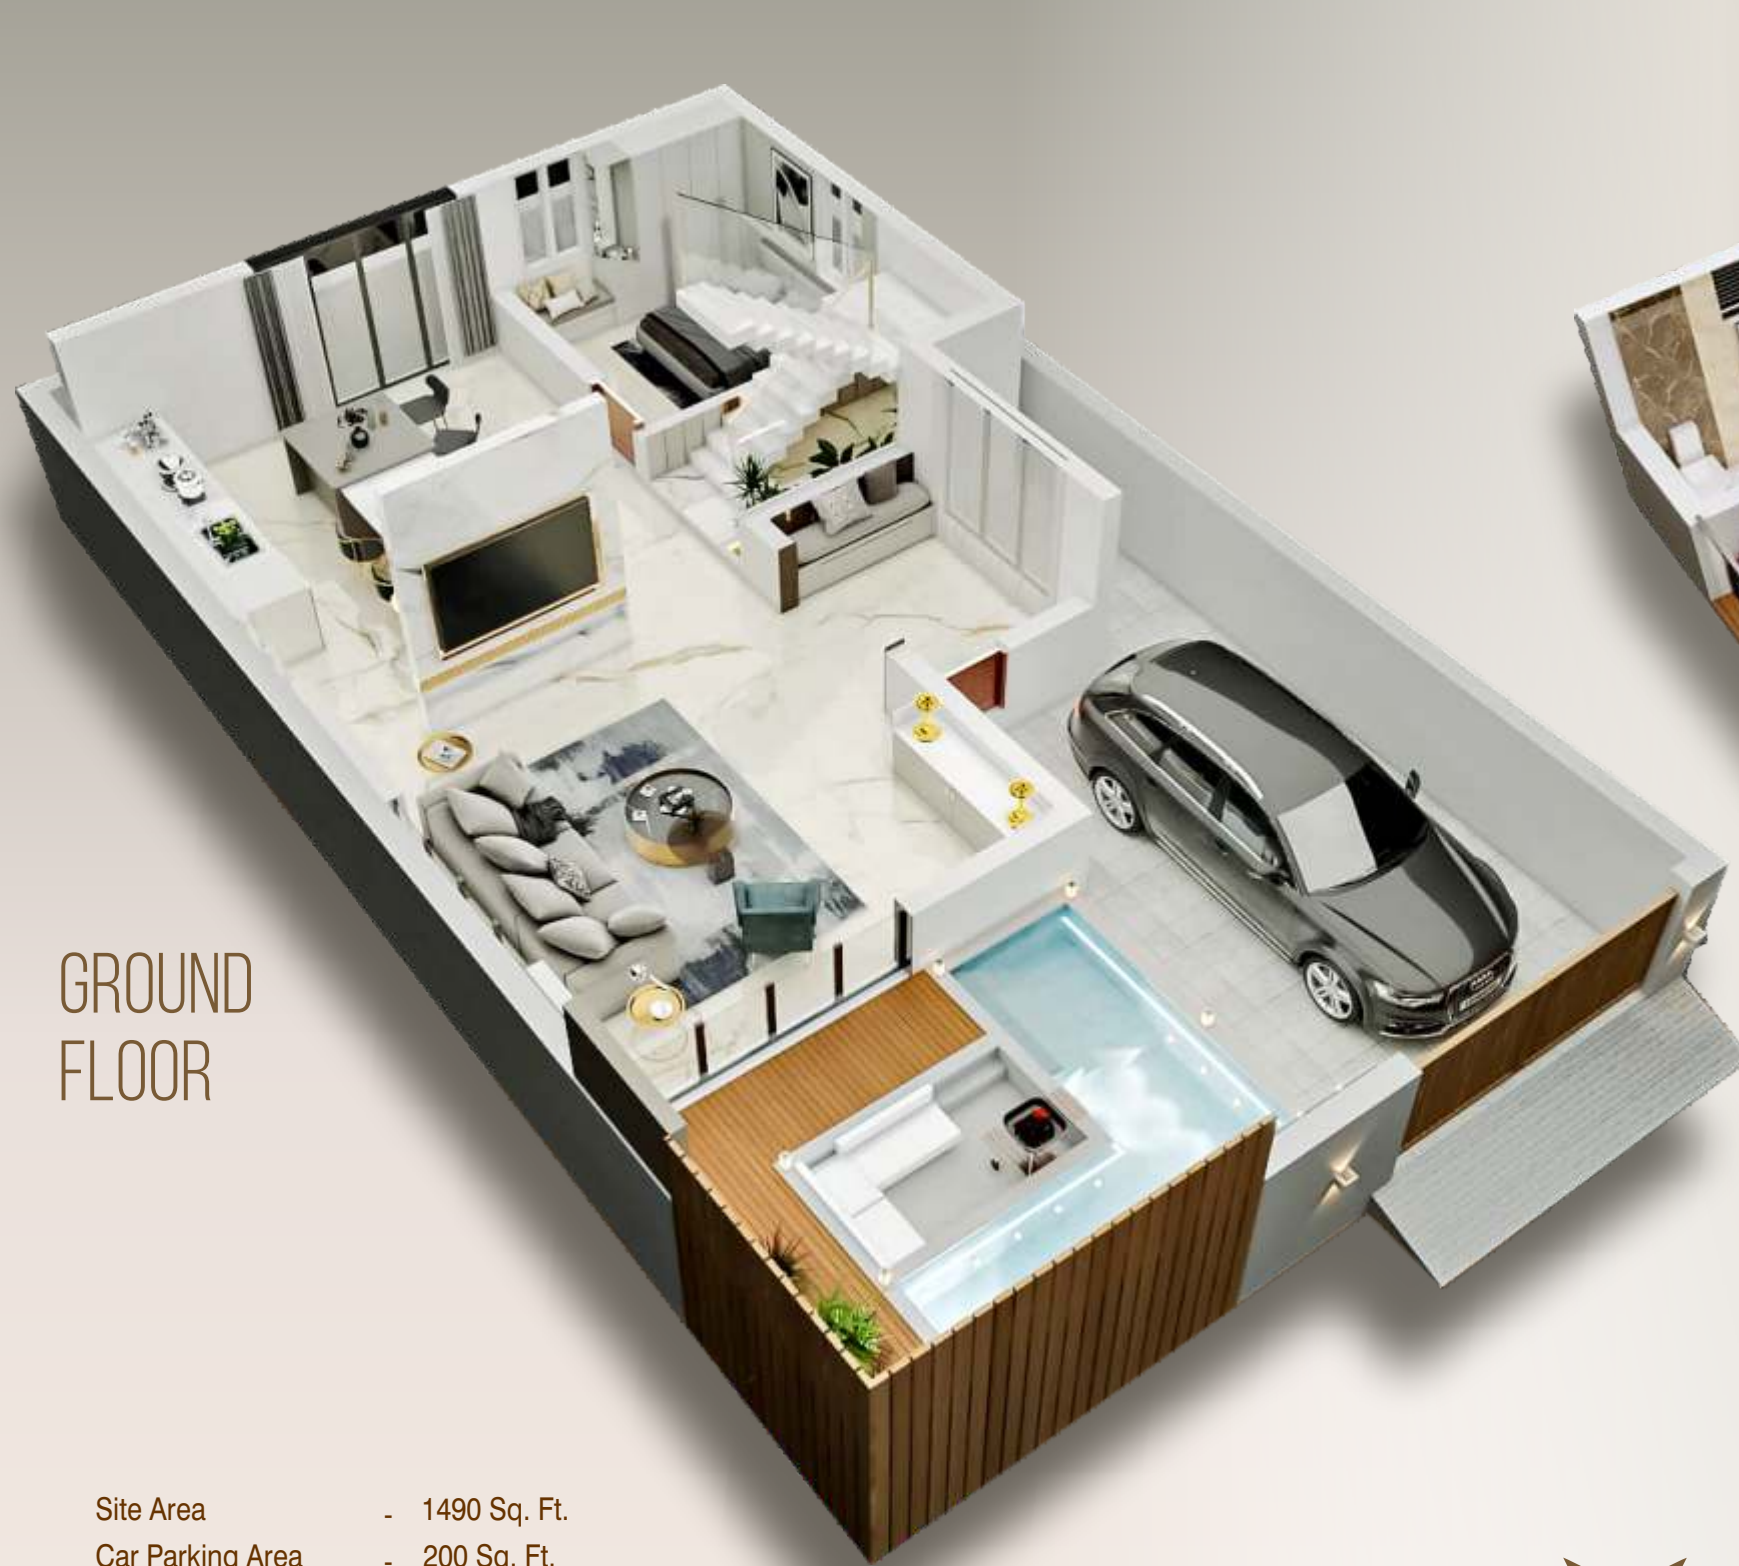 GROUND
FLOOR
Site Area - 1490 Sq. Ft.
Car Parking Area - 200 Sq. Ft.